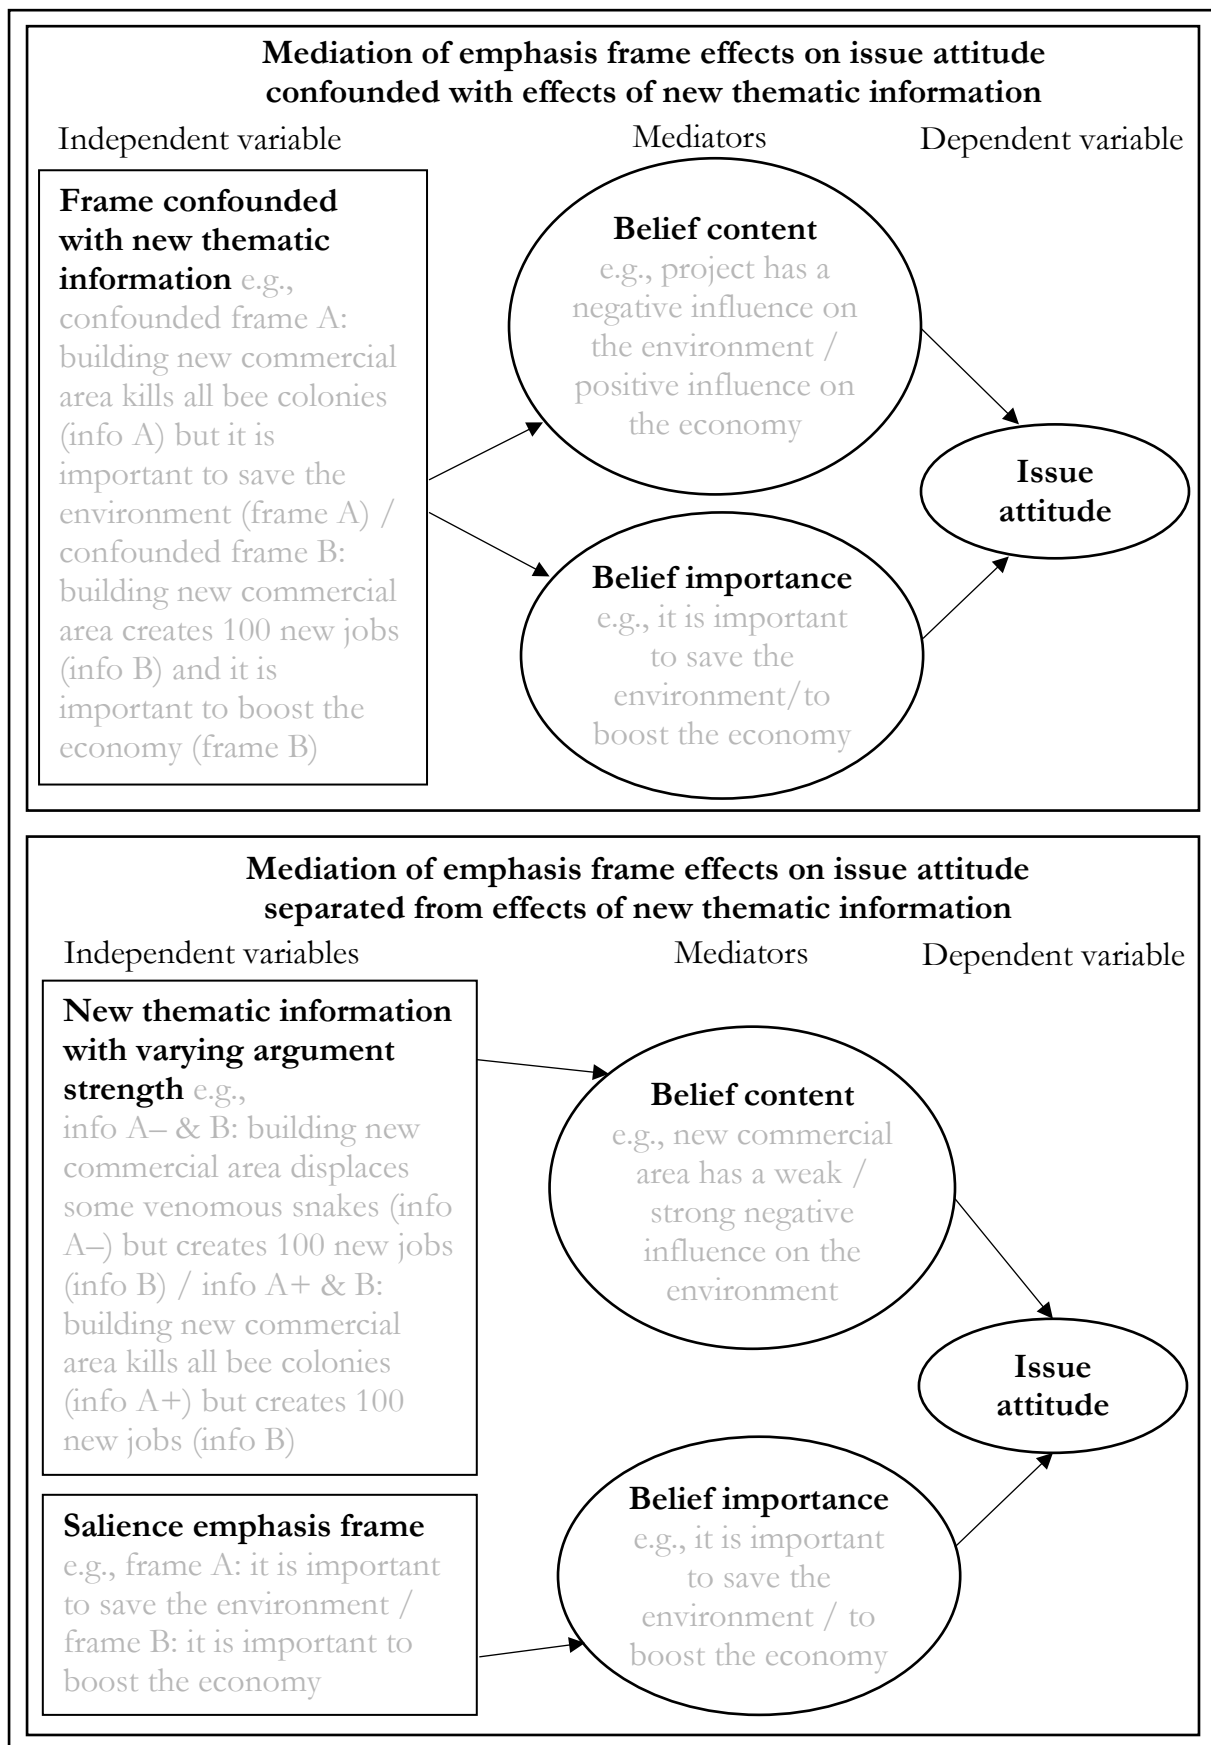 Mediation of emphasis frame effects on issue attitude
confounded with effects of new thematic information
Independent variable
Mediators
Dependent variable
Frame confounded
with new thematic
information e.g.,
confounded frame A:
building new commercial
area kills all bee colonies
(info A) but it is
important to save the
environment (frame A) /
confounded frame B:
building new commercial
area creates 100 new jobs
(info B) and it is
important to boost the
economy (frame B)
Belief content
e.g., project has a
negative influence on
the environment /
positive influence on
the economy
Belief importance
e.g., it is important
to save the
environment/to
boost the economy
Issue
attitude
Mediation of emphasis frame effects on issue attitude
separated from effects of new thematic information
Independent variables
Mediators
Dependent variable
New thematic information
with varying argument
strength e.g.,
info A– & B: building new
commercial area displaces
some venomous snakes (info
A–) but creates 100 new jobs
(info B) / info A+ & B:
building new commercial
area kills all bee colonies
(info A+) but creates 100
new jobs (info B)
Salience emphasis frame
e.g., frame A: it is important
to save the environment /
frame B: it is important to
boost the economy
Belief content
e.g., new commercial
area has a weak /
strong negative
influence on the
environment
Belief importance
e.g., it is important
to save the
environment / to
boost the economy
Issue
attitude